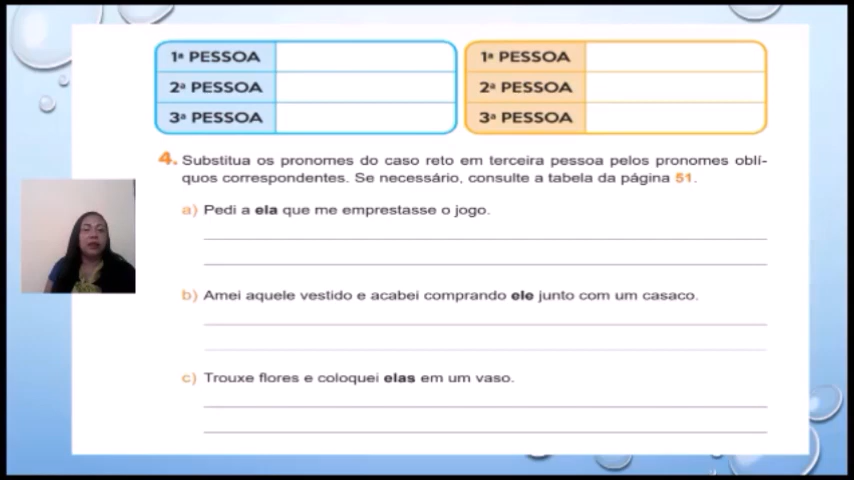 1ª PESSOA
2ª PESSOA
3ª PESSOA
1ª PESSOA
2ª PESSOA
3ª PESSOA
4. Substitua os pronomes do caso reto em terceira pessoa pelos pronomes oblí-
quos correspondentes. Se necessário, consulte a tabela da página 51.
a) Pedi a ela que me emprestasse o jogo.
b) Amei aquele vestido e acabei comprando ele junto com um casaco.
c) Trouxe flores e coloquei elas em um vaso.